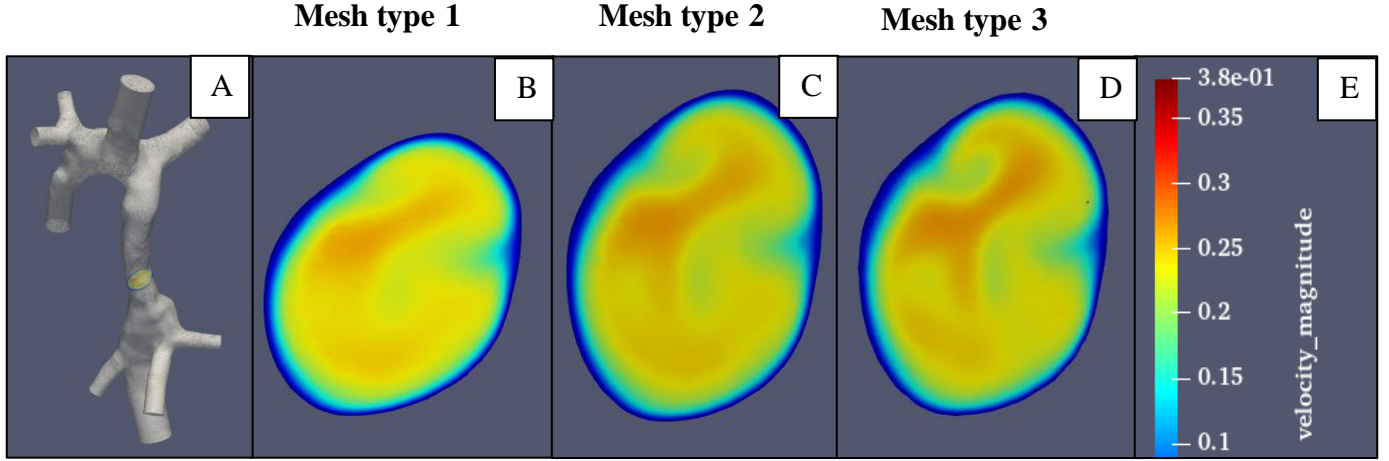 Mesh type 1
Mesh type 2
Mesh type 3
A
B
C
D
E
3.8e-01
0.35
0.3
0.25
0.2
0.15
0.1
velocity_magnitude